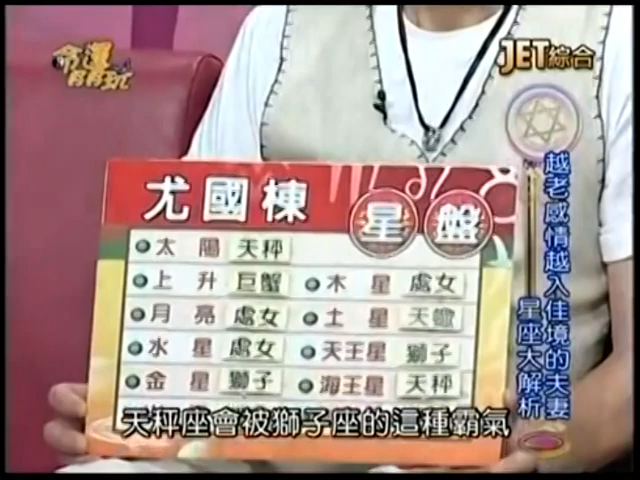 命運好好玩
JET綜合
尤國棟 星盤
太陽 天秤
上升 巨蟹
木星 處女
月亮 處女
土星 天蠍
水星 處女
天王星 獅子
金星 獅子
海王星 天秤
天秤座會被獅子座的這種霸氣
越老感情越入佳境的夫妻
星座大解析